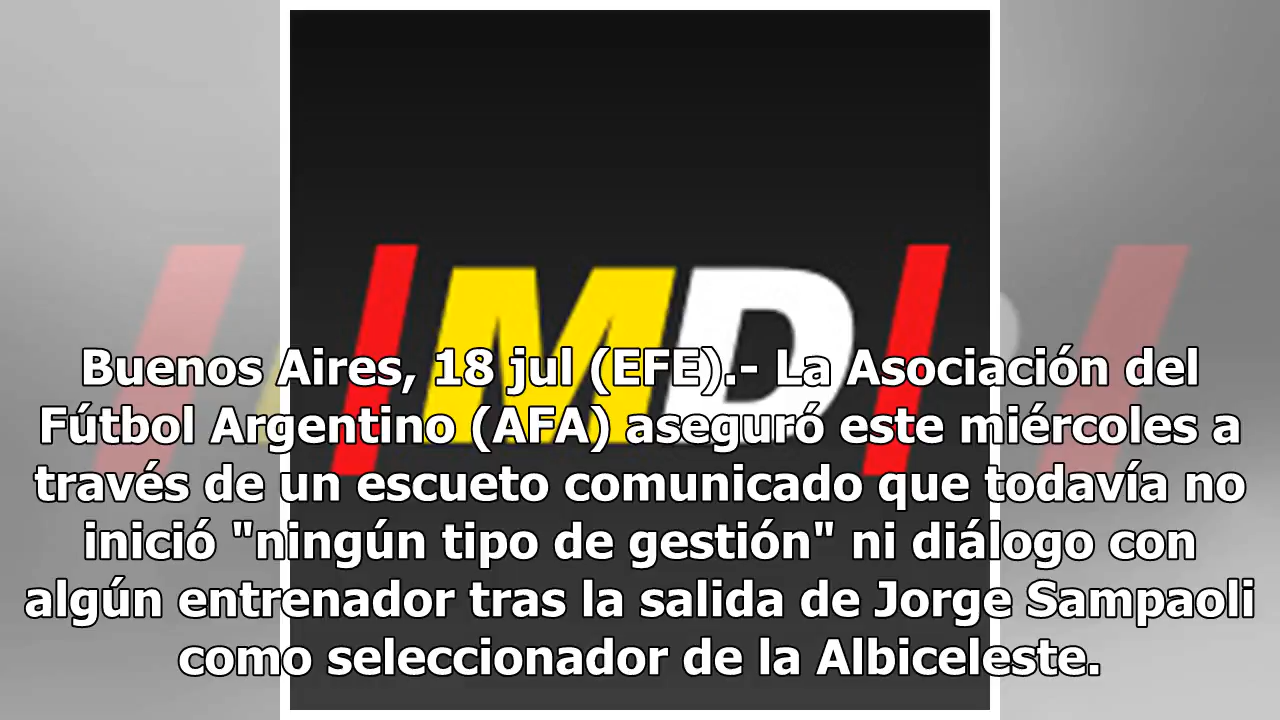 MD
Buenos Aires, 18 jul (EFE).- La Asociación del
Fútbol Argentino (AFA) aseguró este miércoles a
través de un escueto comunicado que todavía no
inició "ningún tipo de gestión" ni diálogo con
algún entrenador tras la salida de Jorge Sampaoli
como seleccionador de la Albiceleste.